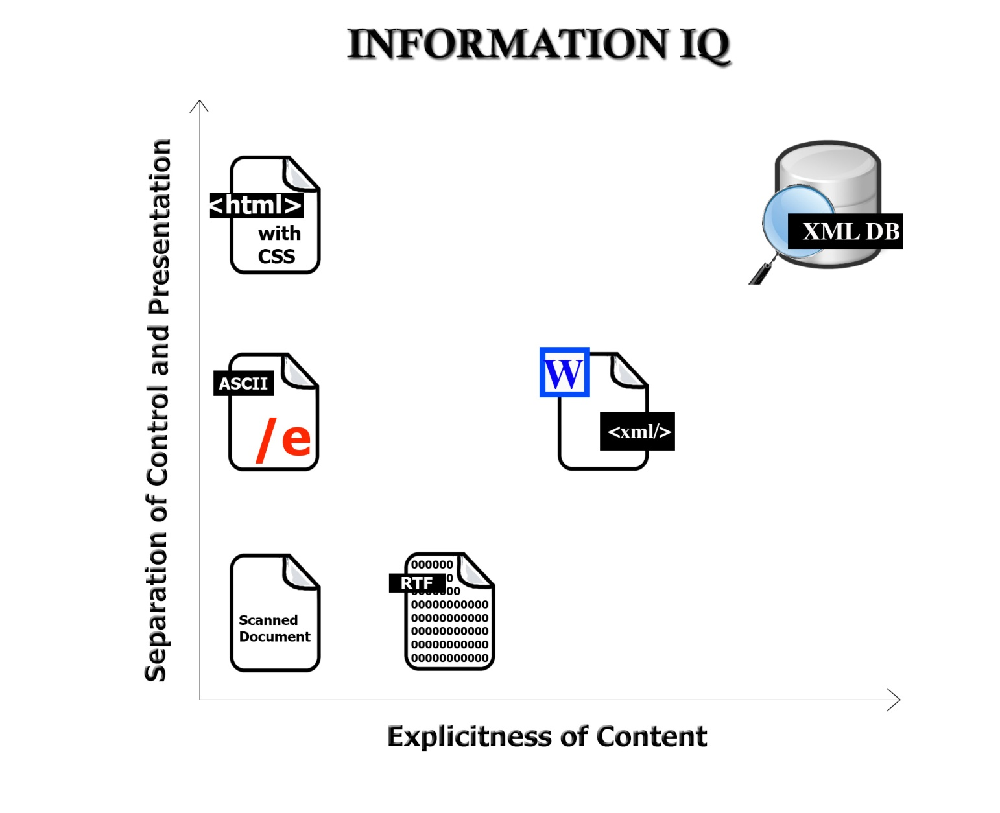 INFORMATION IQ
Separation of Control and Presentation
<html>
with
CSS
XML DB
ASCII
/e
W
<xml/>
Scanned
Document
000000
RTF
00000000000
00000000000
00000000000
00000000000
00000000000
Explicitness of Content